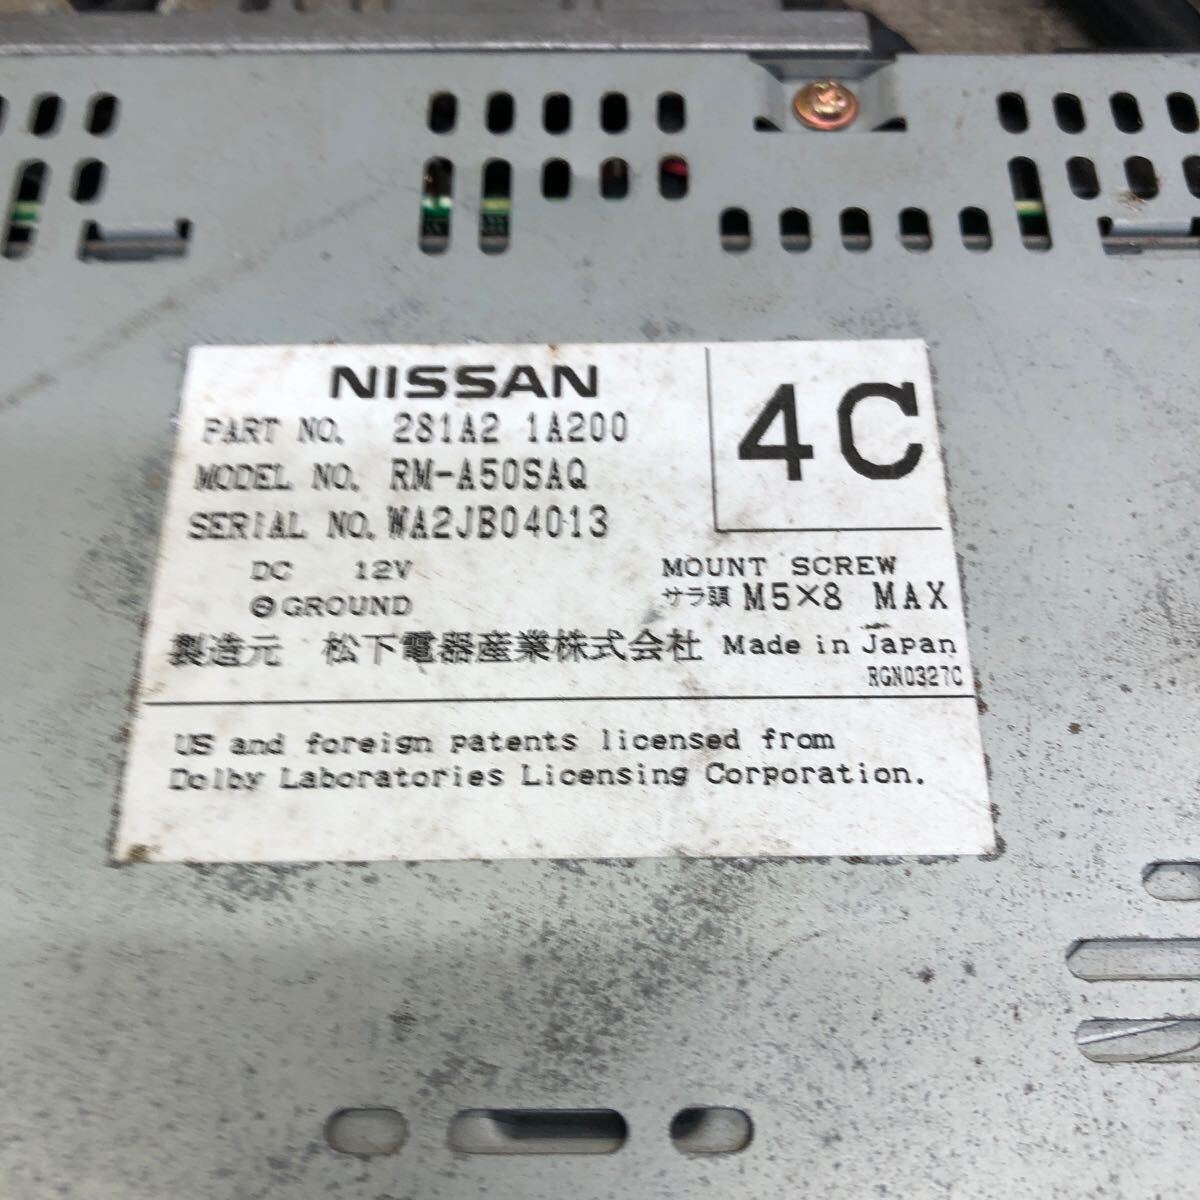 NISSAN
4C
PART NO. 281A2 1A200
MODEL NO. RM-A50SAQ
SERIAL NO. WA2JB04013
DC 12V
⊖ GROUND
MOUNT SCREW
サラ頭 M5×8 MAX
製造元 松下電器産業株式会社 Made in Japan
RGN0327C
US and foreign patents licensed from
Dolby Laboratories Licensing Corporation.